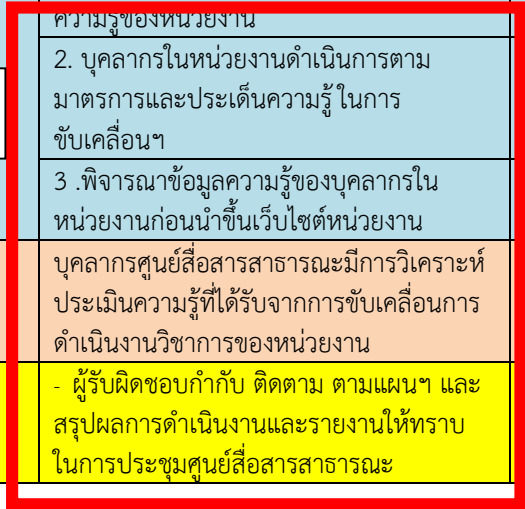 ความรู้ของหน่วยงาน
2. บุคลากรในหน่วยงานดำเนินการตาม
มาตรการและประเด็นความรู้ ในการ
ขับเคลื่อนฯ
3 .พิจารณาข้อมูลความรู้ของบุคลากรใน
หน่วยงานก่อนนำขึ้นเว็บไซต์หน่วยงาน
บุคลากรศูนย์สื่อสารสาธารณะมีการวิเคราะห์
ประเมินความรู้ที่ได้รับจากการขับเคลื่อนการ
ดำเนินงานวิชาการของหน่วยงาน
- ผู้รับผิดชอบกำกับ ติดตาม ตามแผนฯ และ
สรุปผลการดำเนินงานและรายงานให้ทราบ
ในการประชุมศูนย์สื่อสารสาธารณะ